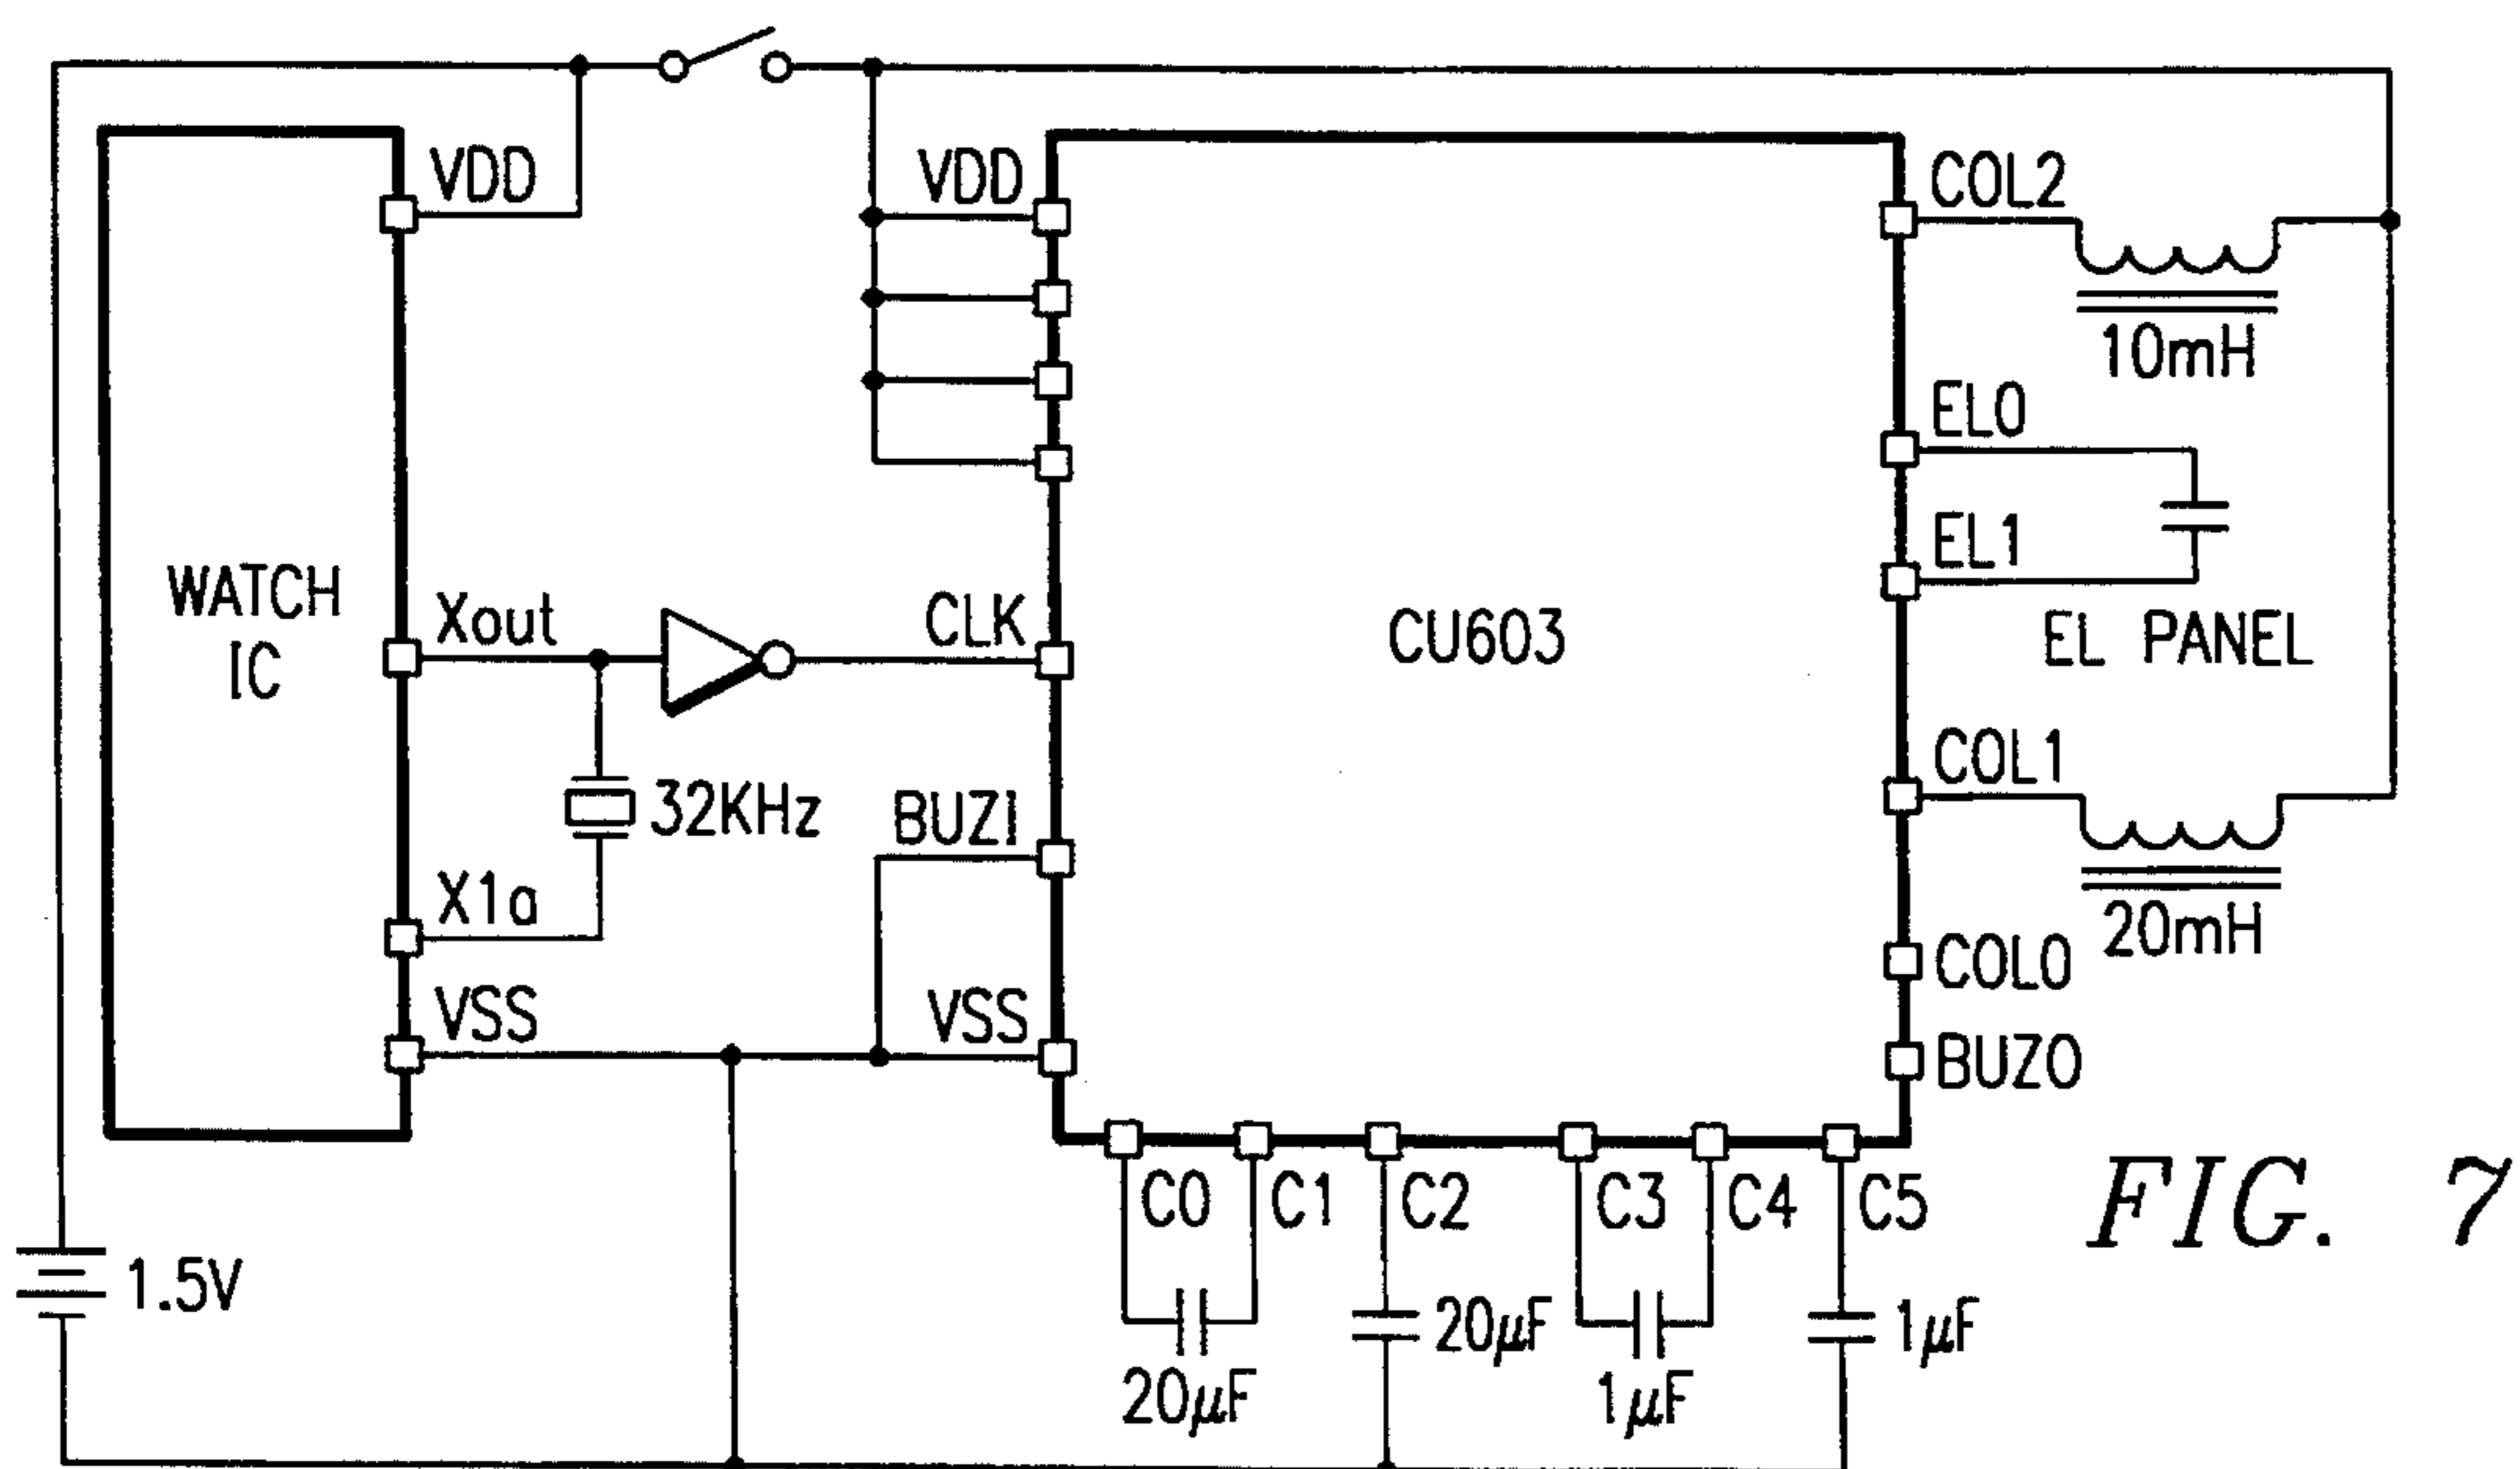 VDD
VDD
COL2
10mH
EL0
EL1
EL PANEL
WATCH
IC
Xout
CLK
CU603
32KHz
BUZI
COL1
20mH
X1a
COL0
VSS
VSS
BUZO
C0
C1
C2
C3
C4
C5
1.5V
20μF
20μF
1μF
1μF
FIG. 7